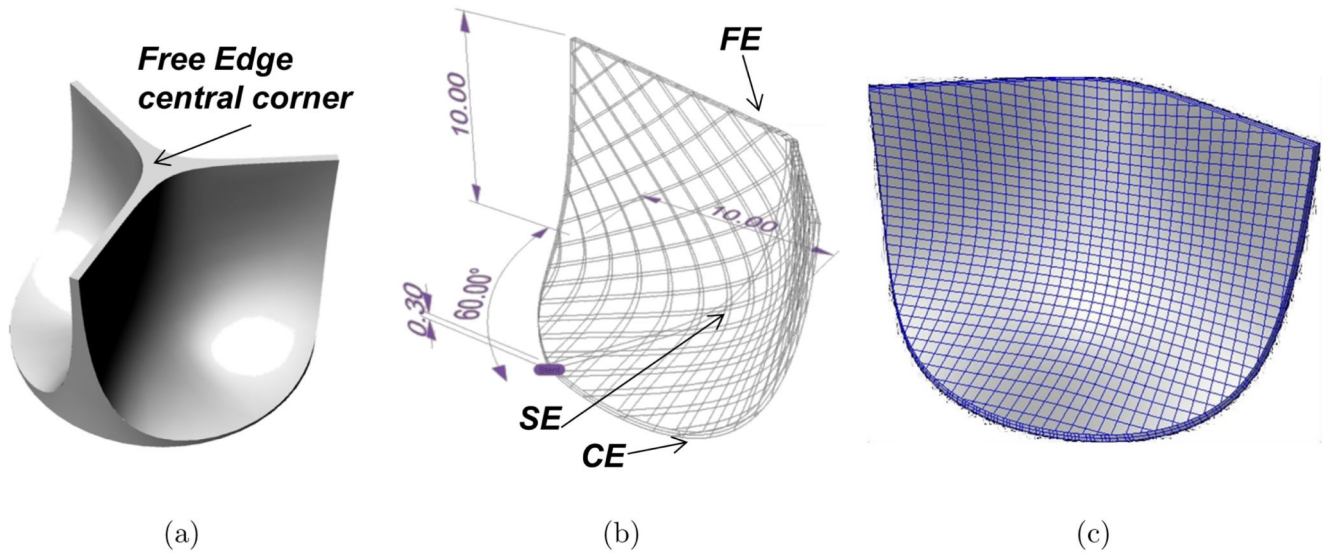 Free Edge
central corner
FE
10.00
10.00
60.00°
0.30
SE
CE
(a)
(b)
(c)